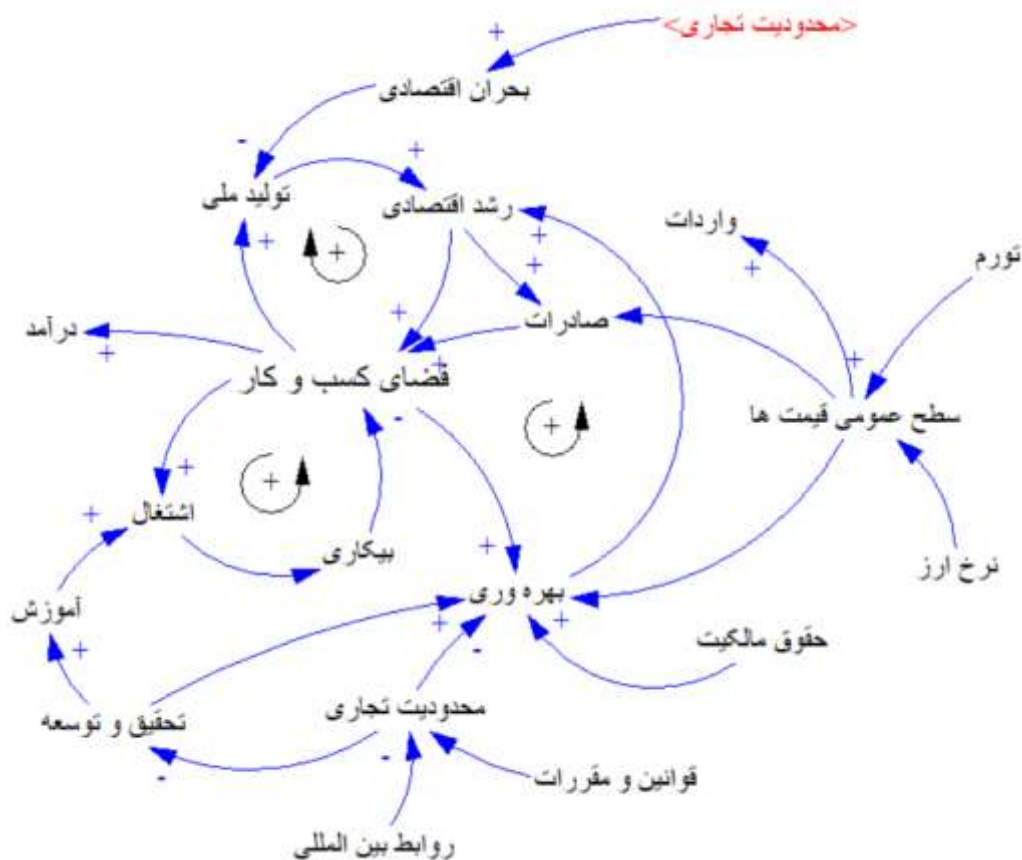 <محدودیت تجاری>
بحران اقتصادی
تولید ملی
رشد اقتصادی
واردات
تورم
صادرات
درآمد
فضای کسب و کار
سطح عمومی قیمت ها
اشتغال
بیکاری
نرخ ارز
بهره وری
آموزش
حقوق مالکیت
محدودیت تجاری
تحقیق و توسعه
قوانین و مقررات
روابط بین المللی